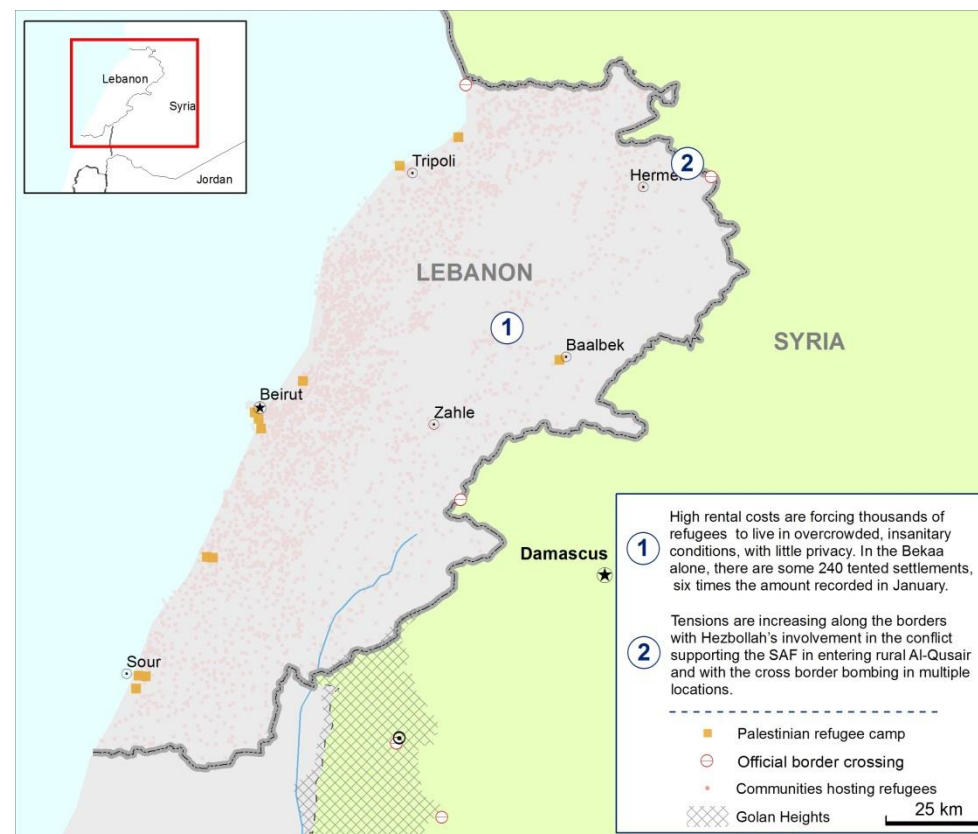 Lebanon
Syria
Jordan
Tripoli
2
Hermel
LEBANON
1
Baalbek
SYRIA
Beirut
Zahle
Damascus
Sour
1
High rental costs are forcing thousands of
refugees to live in overcrowded, insanitary
conditions, with little privacy. In the Bekaa
alone, there are some 240 tented settlements,
six times the amount recorded in January.
2
Tensions are increasing along the borders
with Hezbollah's involvement in the conflict
supporting the SAF in entering rural Al-Qusair
and with the cross border bombing in multiple
locations.
Palestinian refugee camp
Official border crossing
Communities hosting refugees
Golan Heights
25 km